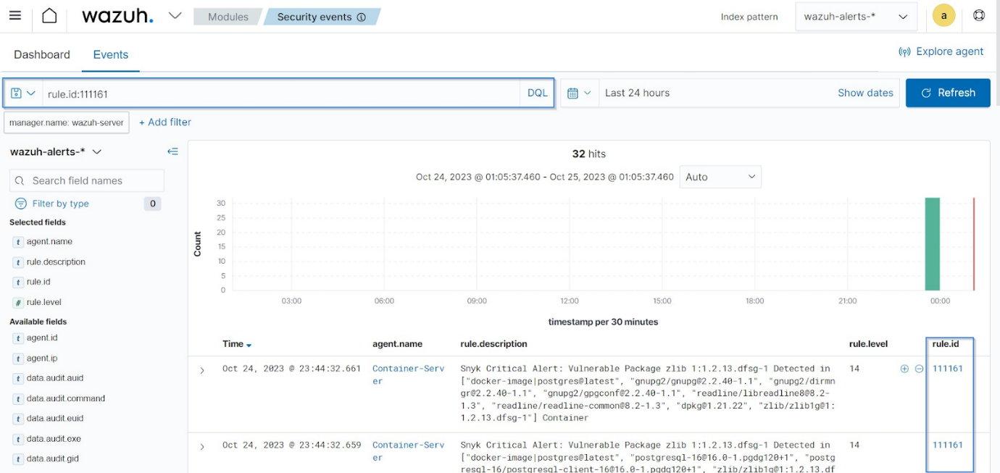 wazuh.
Modules
Security events
Index pattern
wazuh-alerts-*
a
Dashboard
Events
Explore agent
rule.id:111161
DQL
Last 24 hours
Show dates
Refresh
manager.name: wazuh-server
+ Add filter
wazuh-alerts-*
Search field names
Filter by type
0
Selected fields
t agent.name
t rule.description
t rule.id
# rule.level
Available fields
t agent.id
t agent.ip
t data.audit.auid
t data.audit.command
t data.audit.euid
t data.audit.exe
t data.audit.gid
32 hits
Oct 24, 2023 @ 01:05:37.460 - Oct 25, 2023 @ 01:05:37.460
Auto
Count
30
25
20
15
10
5
0
03:00 06:00 09:00 12:00 15:00 18:00 21:00 00:00
timestamp per 30 minutes
Time agent.name rule.description rule.level rule.id
Oct 24, 2023 @ 23:44:32.661 Container-Serv Snyk Critical Alert: Vulnerable Package zlib 1:1.2.13.dfsg-1 Detected in 14 111161
er ["docker-image|postgres@latest", "gnupg2/gnupg@2.2.40-1.1", "gnupg2/dirmn
gr@2.2.40-1.1", "gnupg2/gpgconf@2.2.40-1.1", "readline/libreadline8@8.2-
1.3", "readline/readline-common@8.2-1.3", "dpkg@1.21.22", "zlib/zlib1g@1:
1.2.13.dfsg-1"] Container
Oct 24, 2023 @ 23:44:32.659 Container-Serv Snyk Critical Alert: Vulnerable Package zlib 1:1.2.13.dfsg-1 Detected in 14 111161
er ["docker-image|postgres@latest", "postgresql-16@16.0-1.pgdg120+1", "postg
resql-16/postgresql-client-16@16.0-1.pgdg120+1", "zlib/zlib1g@1:1.2.13.df